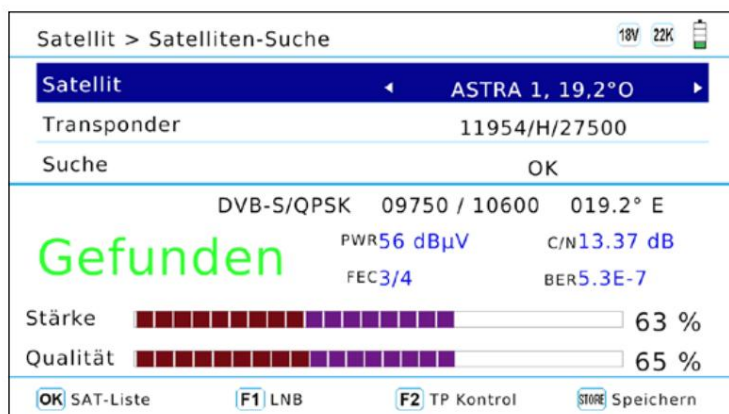 Satellit > Satelliten-Suche 18V 22K
Satellit ASTRA 1, 19,2°O
Transponder 11954/H/27500
Suche OK
DVB-S/QPSK 09750 / 10600 019.2° E
Gefunden
PWR56 dBµV C/N13.37 dB
FEC3/4 BER5.3E-7
Stärke 63 %
Qualität 65 %
OK SAT-Liste F1 LNB F2 TP Kontrol STORE Speichern